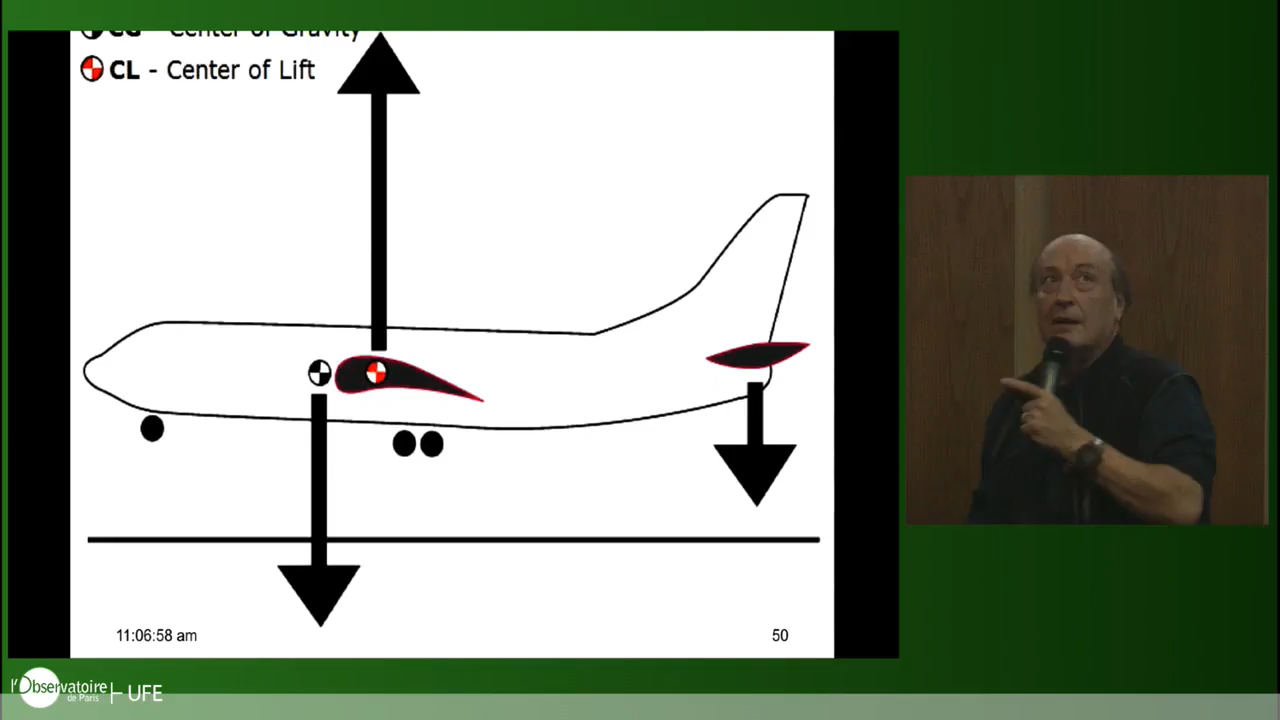 CG - Center of Gravity
CL - Center of Lift
11:06:58 am
50
l'Observatoire
de Paris
UFE